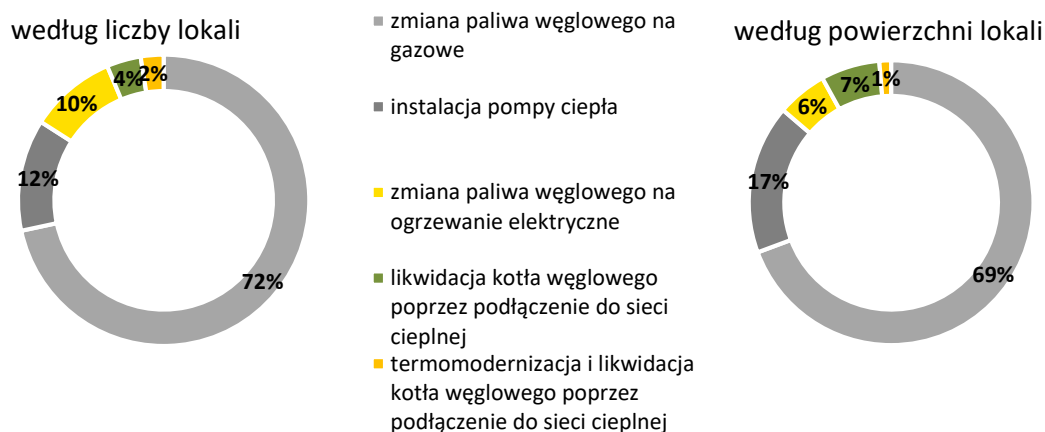 według liczby lokali
4%
2%
10%
12%
72%
zmiana paliwa węglowego na
gazowe
instalacja pompy ciepła
zmiana paliwa węglowego na
ogrzewanie elektryczne
likwidacja kotła węglowego
poprzez podłączenie do sieci
cieplnej
termomodernizacja i likwidacja
kotła węglowego poprzez
podłączenie do sieci cieplnej
według powierzchni lokali
7%
1%
6%
17%
69%